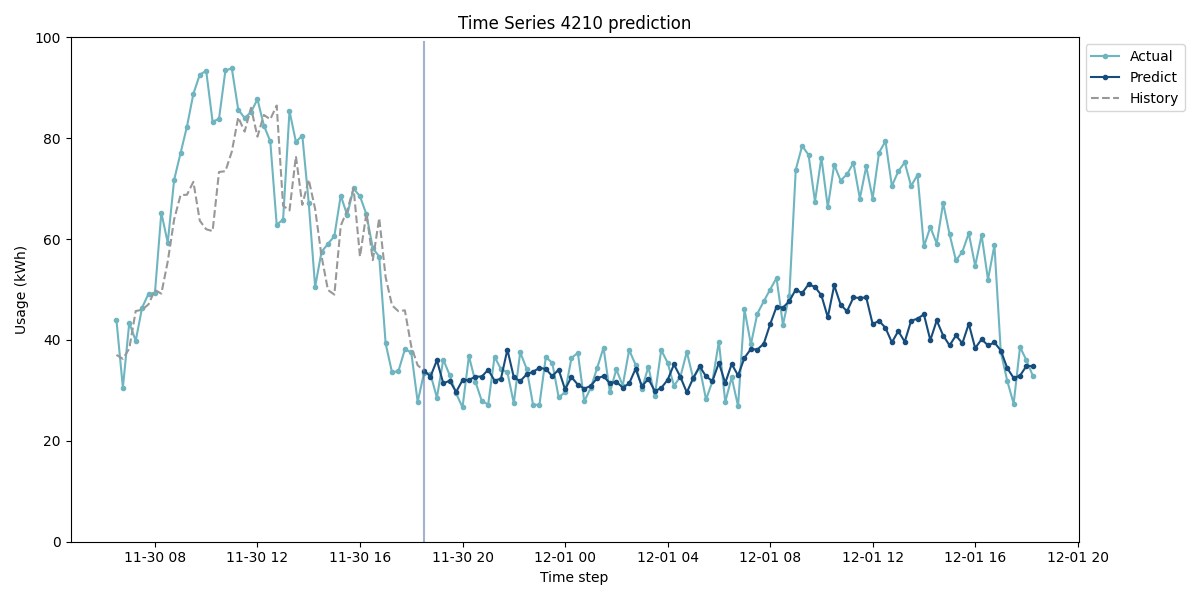 Time Series 4210 prediction
Actual
Predict
History
Usage (kWh)
100
80
60
40
20
0
11-30 08
11-30 12
11-30 16
11-30 20
12-01 00
12-01 04
12-01 08
12-01 12
12-01 16
12-01 20
Time step